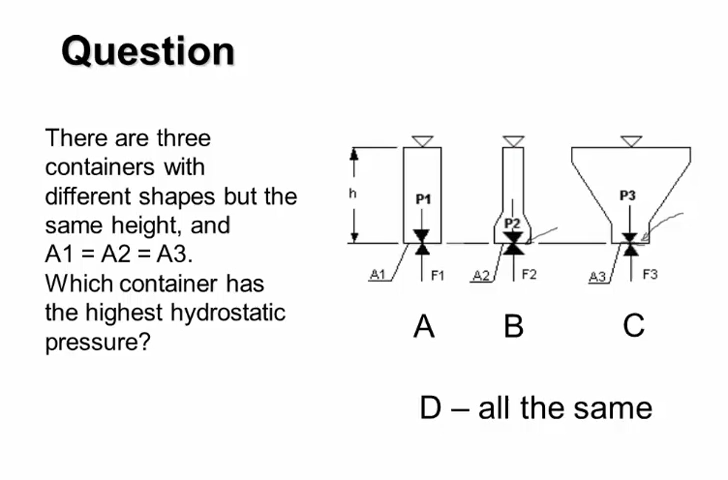 Question
There are three
containers with
different shapes but the
same height, and
A1 = A2 = A3.
Which container has
the highest hydrostatic
pressure?
h
P1
P2
P3
A1
F1
A2
F2
A3
F3
A
B
C
D – all the same